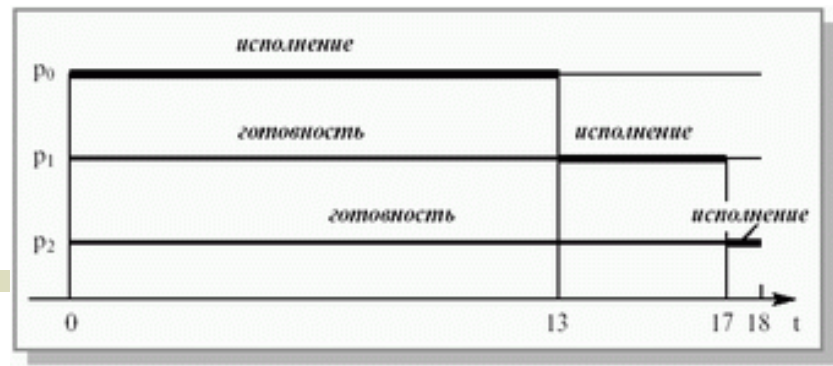 исполнение
p0
готовность исполнение
p1
готовность исполнение
p2
0 13 17 18 t